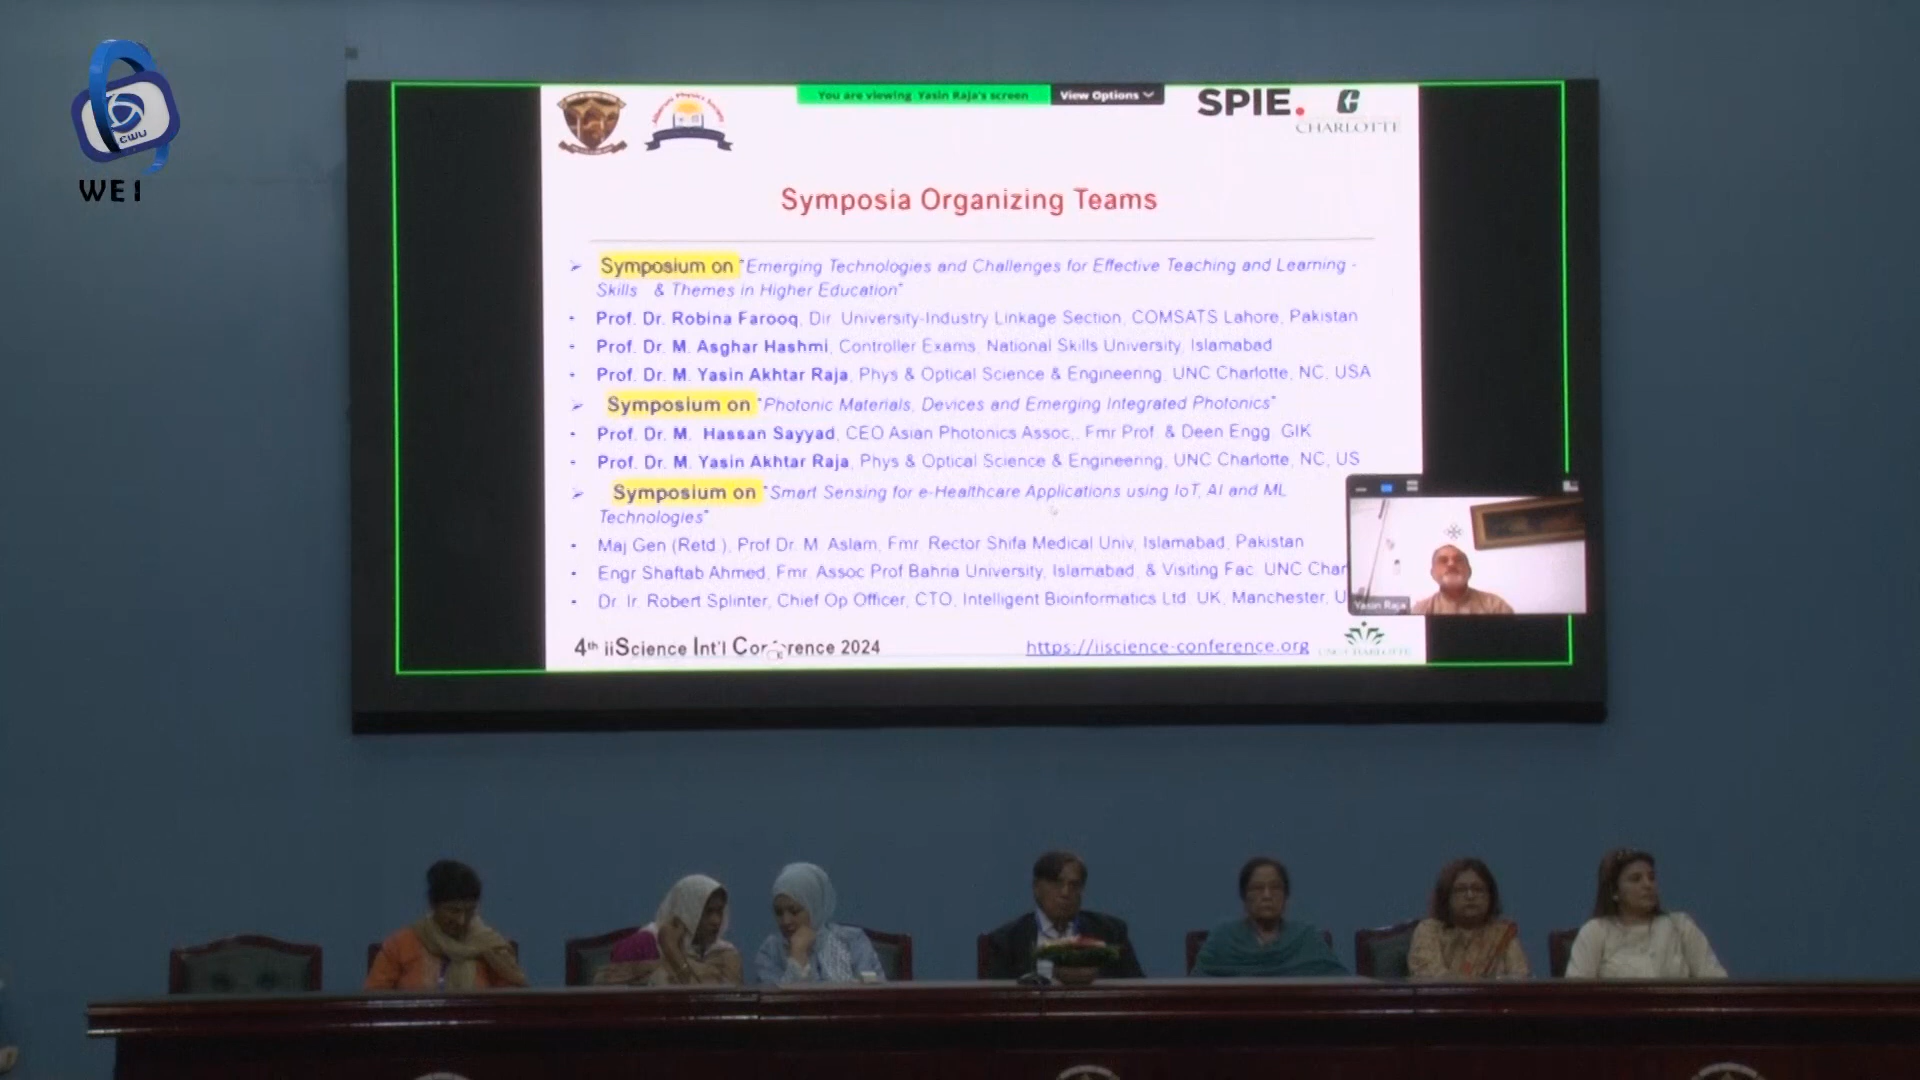 ewu
WEI
You are viewing Yasin Raja's screen View Options
SPIE.
CHARLOTTE
Symposia Organizing Teams
Symposium on "Emerging Technologies and Challenges for Effective Teaching and Learning -
Skills & Themes in Higher Education"
Prof. Dr. Robina Farooq, Dir. University-Industry Linkage Section, COMSATS Lahore, Pakistan
Prof. Dr. M. Asghar Hashmi, Controller Exams. National Skills University, Islamabad
Prof. Dr. M. Yasin Akhtar Raja, Phys & Optical Science & Engineering, UNC Charlotte, NC, USA
Symposium on "Photonic Materials, Devices and Emerging Integrated Photonics"
Prof. Dr. M. Hassan Sayyad, CEO Asian Photonics Assoc,. Fmr Prof. & Deen Engg. GIK
Prof. Dr. M. Yasin Akhtar Raja, Phys & Optical Science & Engineering, UNC Charlotte, NC, US
Symposium on "Smart Sensing for e-Healthcare Applications using IoT, AI and ML
Technologies"
Maj Gen (Retd.), Prof Dr. M. Aslam, Fmr. Rector Shifa Medical Univ, Islamabad, Pakistan
Engr Shaftab Ahmed, Fmr. Assoc Prof Bahria University, Islamabad, & Visiting Fac. UNC Char
Dr. Ir. Robert Splinter, Chief Op Officer, CTO, Intelligent Bioinformatics Ltd. UK, Manchester, U
Yasin Raja
4th iiScience Int'l Conference 2024 https://iiscience-conference.org
UNC CHARLOTTE